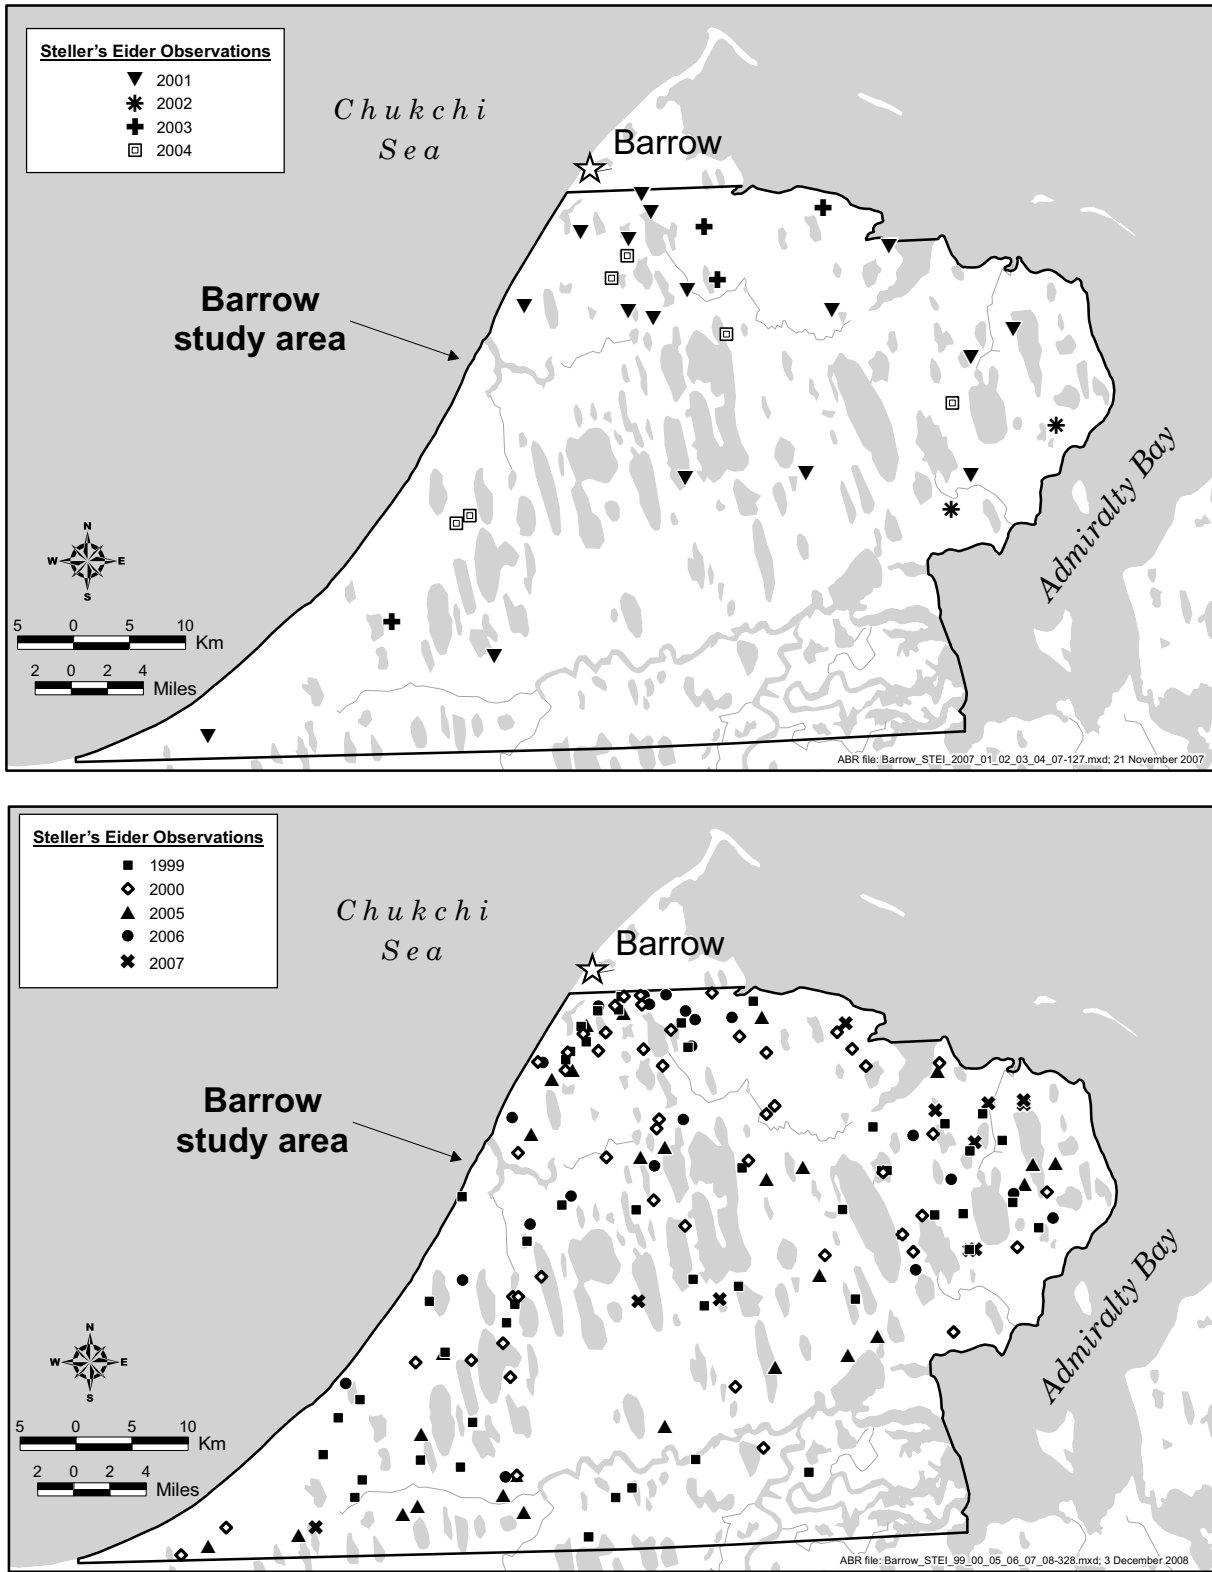 Steller's Eider Observations
2001
2002
2003
2004
Chukchi
Sea
Barrow
Barrow
study area
Admiralty Bay
N
W E
S
5 0 5 10
Km
2 0 2 4
Miles
ABR file: Barrow_STEI_2007_01_02_03_04_07-127.mxd; 21 November 2007
Steller's Eider Observations
1999
2000
2005
2006
2007
Chukchi
Sea
Barrow
Barrow
study area
Admiralty Bay
N
W E
S
5 0 5 10
Km
2 0 2 4
Miles
ABR file: Barrow_STEI_99_00_05_06_07_08-328.mxd; 3 December 2008